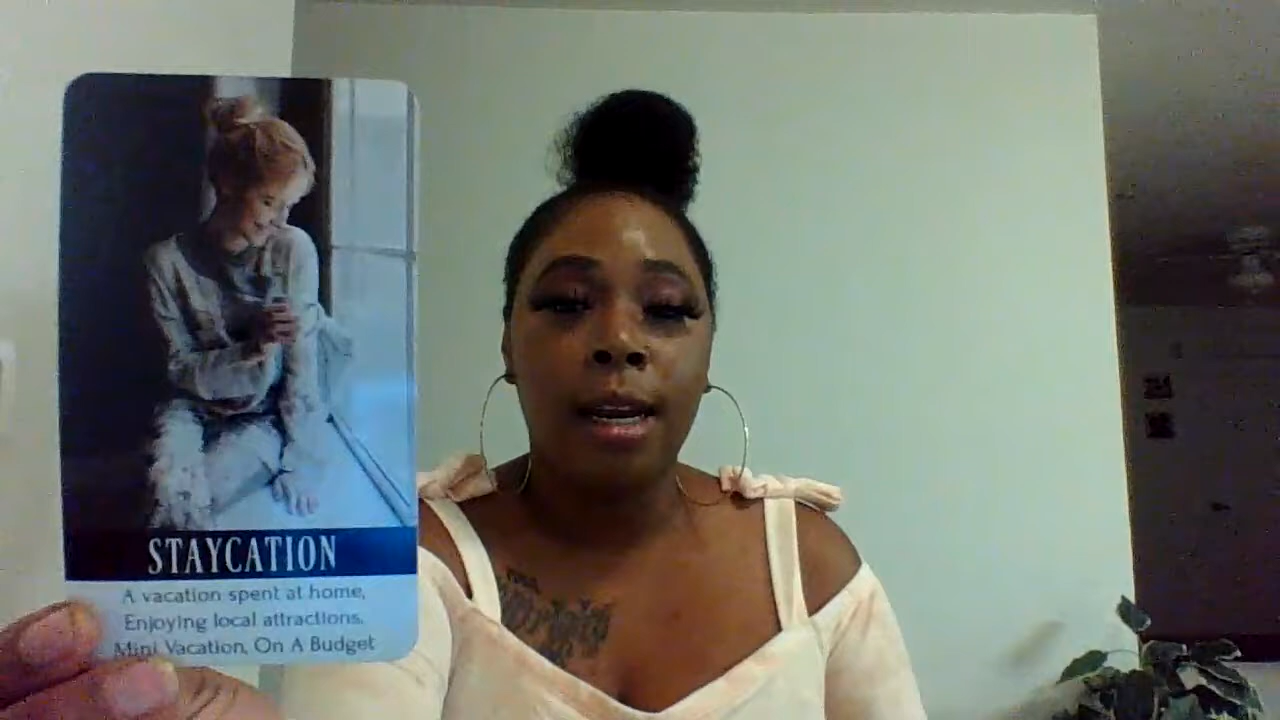 STAYCATION
A vacation spent at home,
Enjoying local attractions.
Mini Vacation, On A Budget